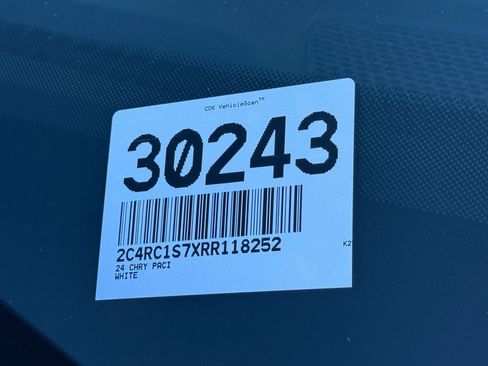 CDK VehicleScan™
30243
2C4RC1S7XRR118252
24 CHRY PACI
WHITE
K2